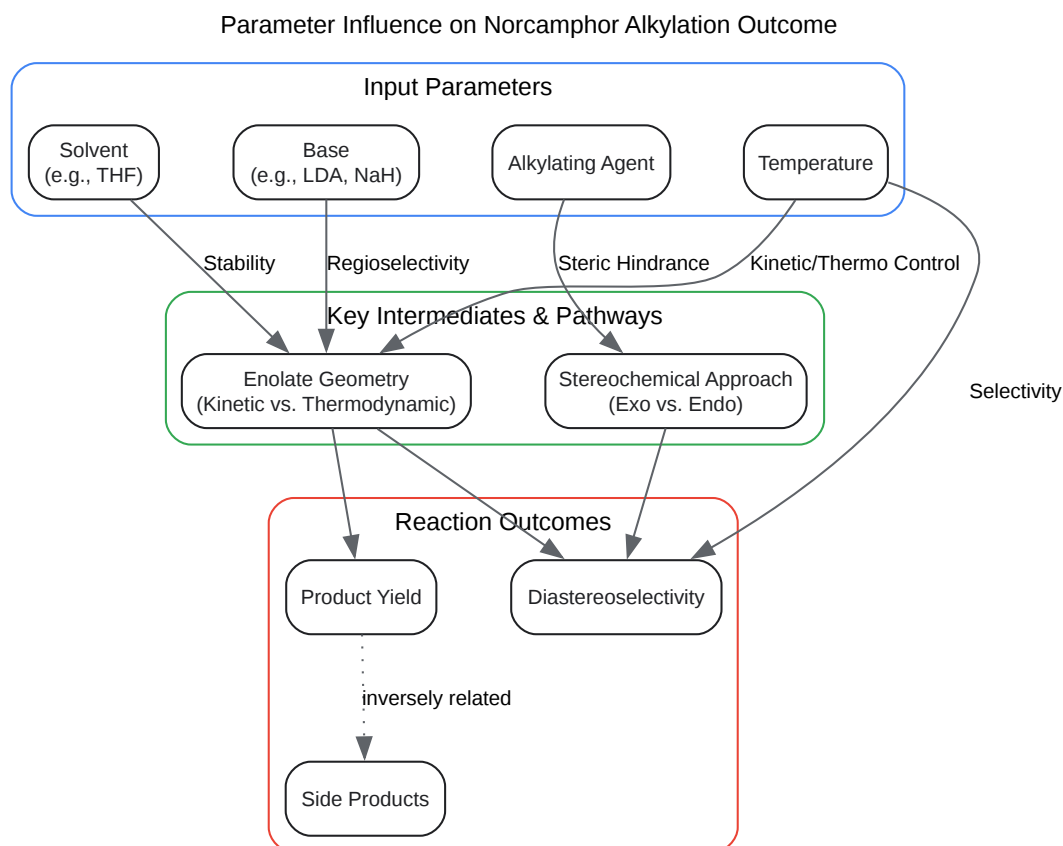 Parameter Influence on Norcamphor Alkylation Outcome
Input Parameters
Solvent
(e.g., THF)
Base
(e.g., LDA, NaH)
Alkylating Agent
Temperature
Stability
Regioselectivity
Steric Hindrance
Kinetic/Thermo Control
Key Intermediates & Pathways
Enolate Geometry
(Kinetic vs. Thermodynamic)
Stereochemical Approach
(Exo vs. Endo)
Selectivity
Reaction Outcomes
Product Yield
Diastereoselectivity
inversely related
Side Products